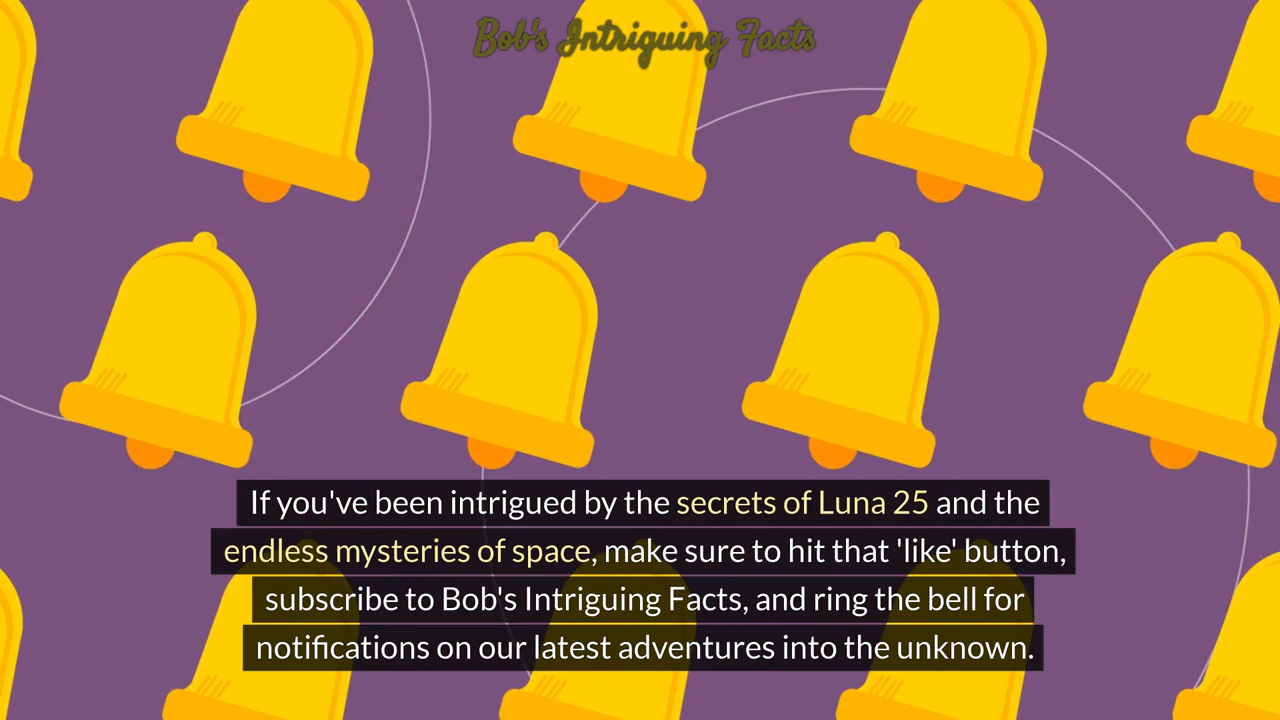 Bob's Intriguing Facts
If you've been intrigued by the secrets of Luna 25 and the
endless mysteries of space, make sure to hit that 'like' button,
subscribe to Bob's Intriguing Facts, and ring the bell for
notifications on our latest adventures into the unknown.